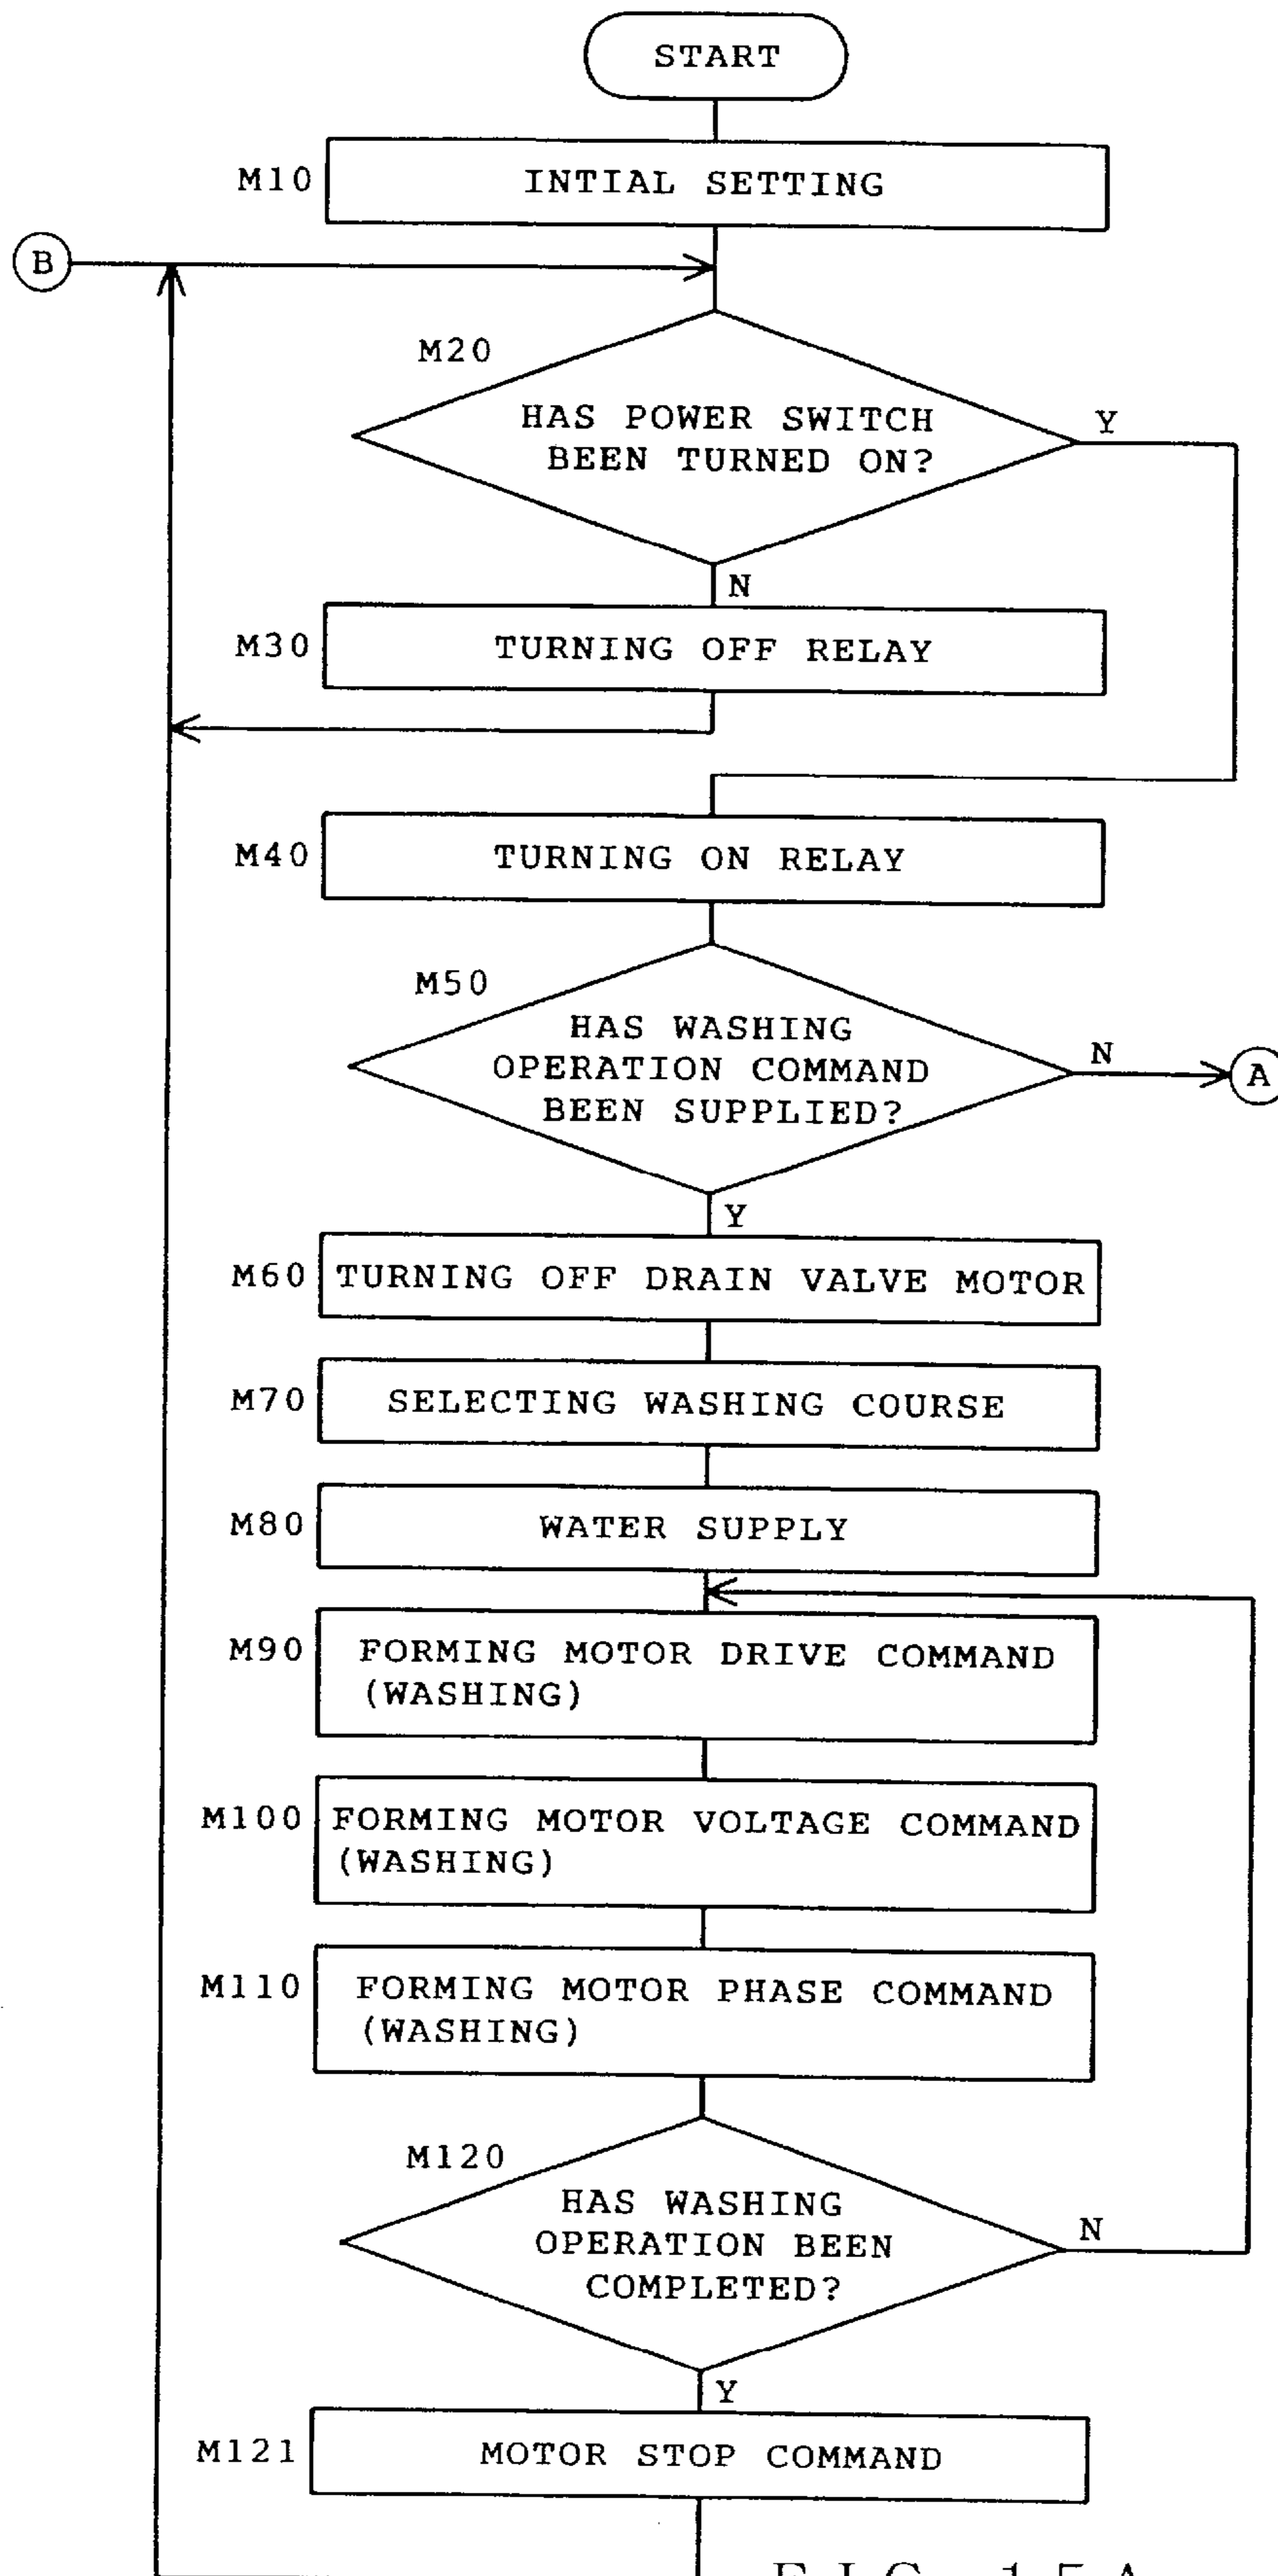 START
M10
INTIAL SETTING
B
M20
HAS POWER SWITCH
BEEN TURNED ON?
Y
N
M30
TURNING OFF RELAY
M40
TURNING ON RELAY
M50
HAS WASHING
OPERATION COMMAND
BEEN SUPPLIED?
N
A
Y
M60
TURNING OFF DRAIN VALVE MOTOR
M70
SELECTING WASHING COURSE
M80
WATER SUPPLY
M90
FORMING MOTOR DRIVE COMMAND
(WASHING)
M100
FORMING MOTOR VOLTAGE COMMAND
(WASHING)
M110
FORMING MOTOR PHASE COMMAND
(WASHING)
M120
HAS WASHING
OPERATION BEEN
COMPLETED?
N
Y
M121
MOTOR STOP COMMAND
FIG. 15A